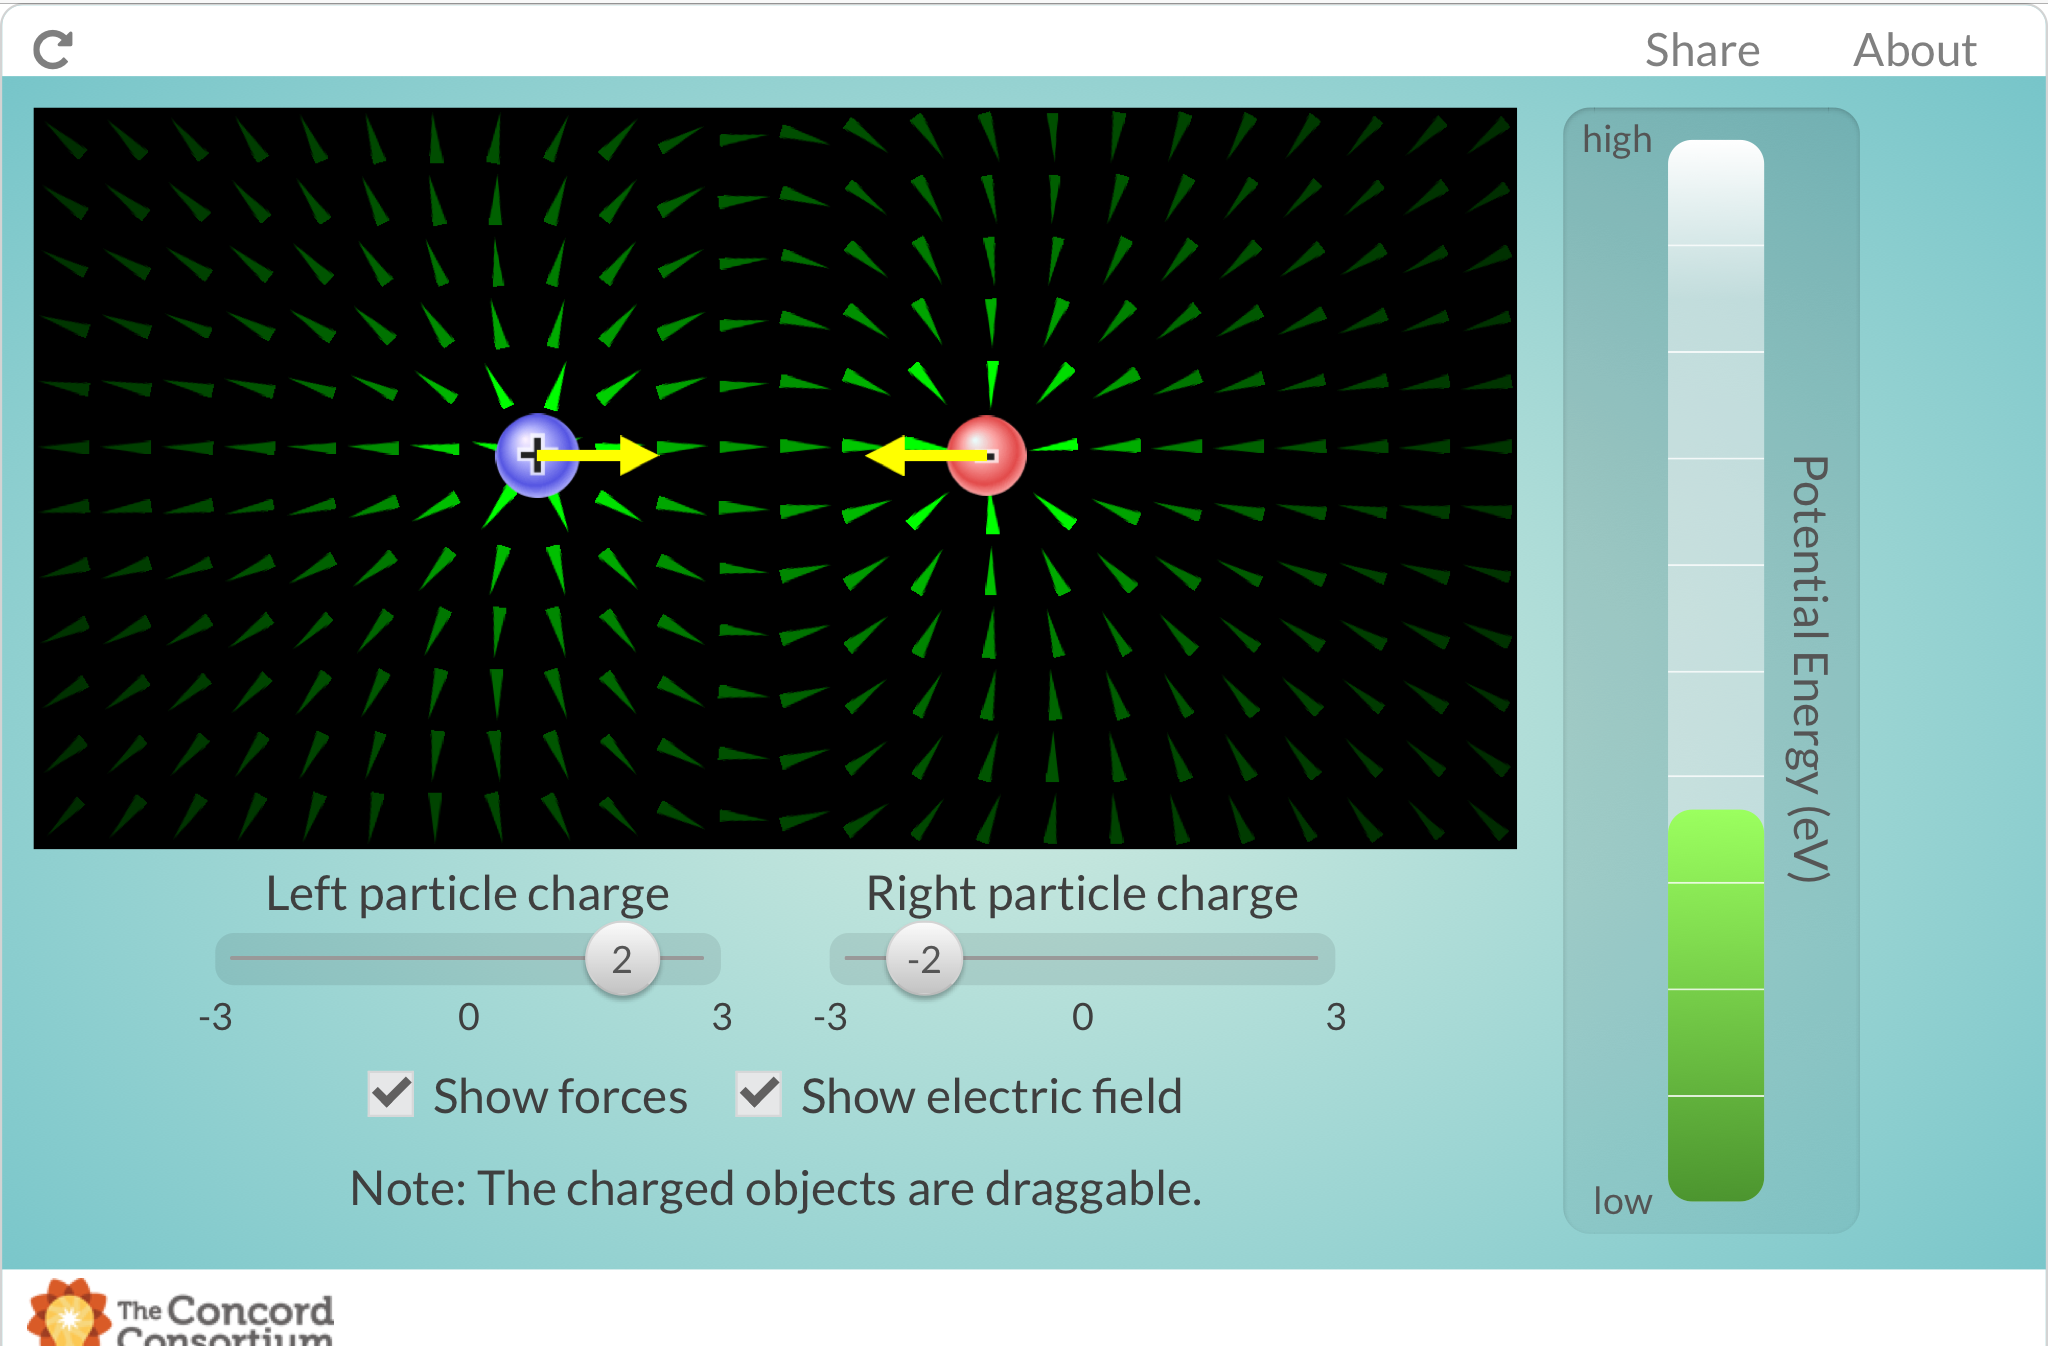 Share About
high
+
-
Potential Energy (eV)
low
Left particle charge
2
-3 0 3
Right particle charge
-2
-3 0 3
Show forces
Show electric field
Note: The charged objects are draggable.
The Concord
Consortium